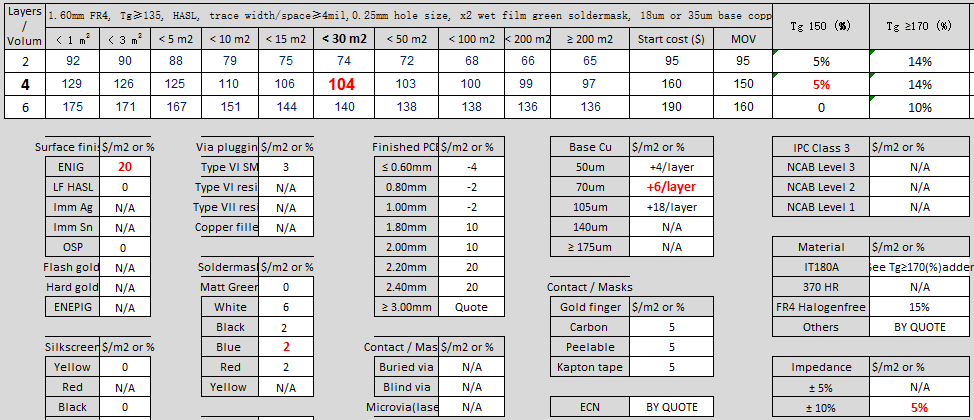 Layers / Volum 1.60mm FR4, Tg≥135, HASL, trace width/space≥4mil,0.25mm hole size, x2 wet film green soldermask, 18um or 35um base copp Tg 150 (%) Tg ≥170 (%)
< 1 m² < 3 m² < 5 m2 < 10 m2 < 15 m2 < 30 m2 < 50 m2 < 100 m2 < 200 m2 ≥ 200 m2 Start cost ($) MOV
2 92 90 88 79 75 74 72 68 66 65 95 95 5% 14%
4 129 126 125 110 106 104 103 100 99 97 160 150 5% 14%
6 175 171 167 151 144 140 138 138 136 136 190 160 0 10%
Surface finis $/m2 or %
ENIG 20
LF HASL 0
Imm Ag N/A
Imm Sn N/A
OSP 0
Flash gold N/A
Hard gold N/A
ENEPIG N/A
Silkscreen $/m2 or %
Yellow 0
Red N/A
Black 0
Via pluggin $/m2 or %
Type VI SM 3
Type VI resi N/A
Type VII resi N/A
Copper fille N/A
Soldermas $/m2 or %
Matt Green 0
White 6
Black 2
Blue 2
Red 2
Yellow N/A
Finished PCB $/m2 or %
≤ 0.60mm -4
0.80mm -2
1.00mm -2
1.80mm 10
2.00mm 10
2.20mm 20
2.40mm 20
≥ 3.00mm Quote
Contact / Mas $/m2 or %
Buried via N/A
Blind via N/A
Microvia(lase N/A
Base Cu $/m2 or %
50um +4/layer
70um +6/layer
105um +18/layer
140um N/A
≥ 175um N/A
Contact / Masks
Gold finger $/m2 or %
Carbon 5
Peelable 5
Kapton tape 5
ECN BY QUOTE
IPC Class 3 $/m2 or %
NCAB Level 3 N/A
NCAB Level 2 N/A
NCAB Level 1 N/A
Material $/m2 or %
IT180A See Tg≥170(%)adder
370 HR N/A
FR4 Halogenfree 15%
Others BY QUOTE
Impedance $/m2 or %
± 5% N/A
± 10% 5%